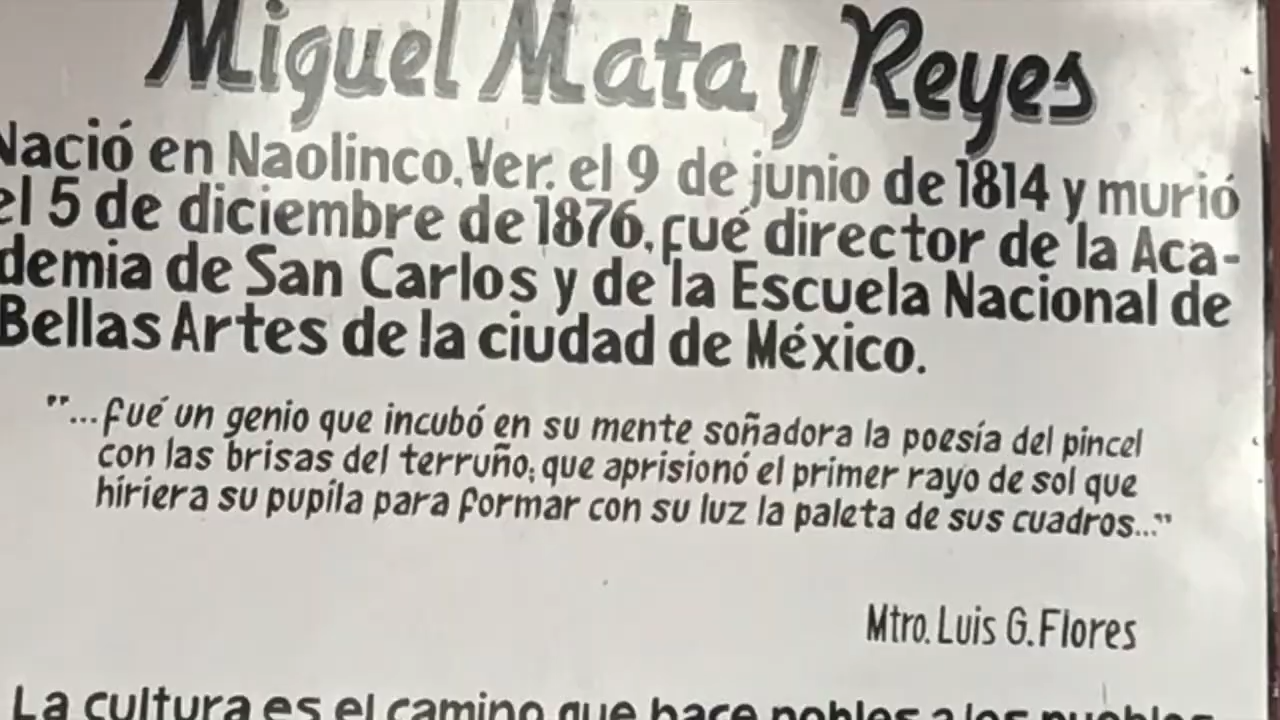 Miguel Mata y Reyes
Nació en Naolinco, Ver. el 9 de junio de 1814 y murió
el 5 de diciembre de 1876, fué director de la Aca-
demia de San Carlos y de la Escuela Nacional de
Bellas Artes de la ciudad de México.
"...fué un genio que incubó en su mente soñadora la poesía del pincel
con las brisas del terruño; que aprisionó el primer rayo de sol que
hiriera su pupila para formar con su luz la paleta de sus cuadros..."
Mtro. Luis G. Flores
La cultura es el camino que hace nobles a los pueblos